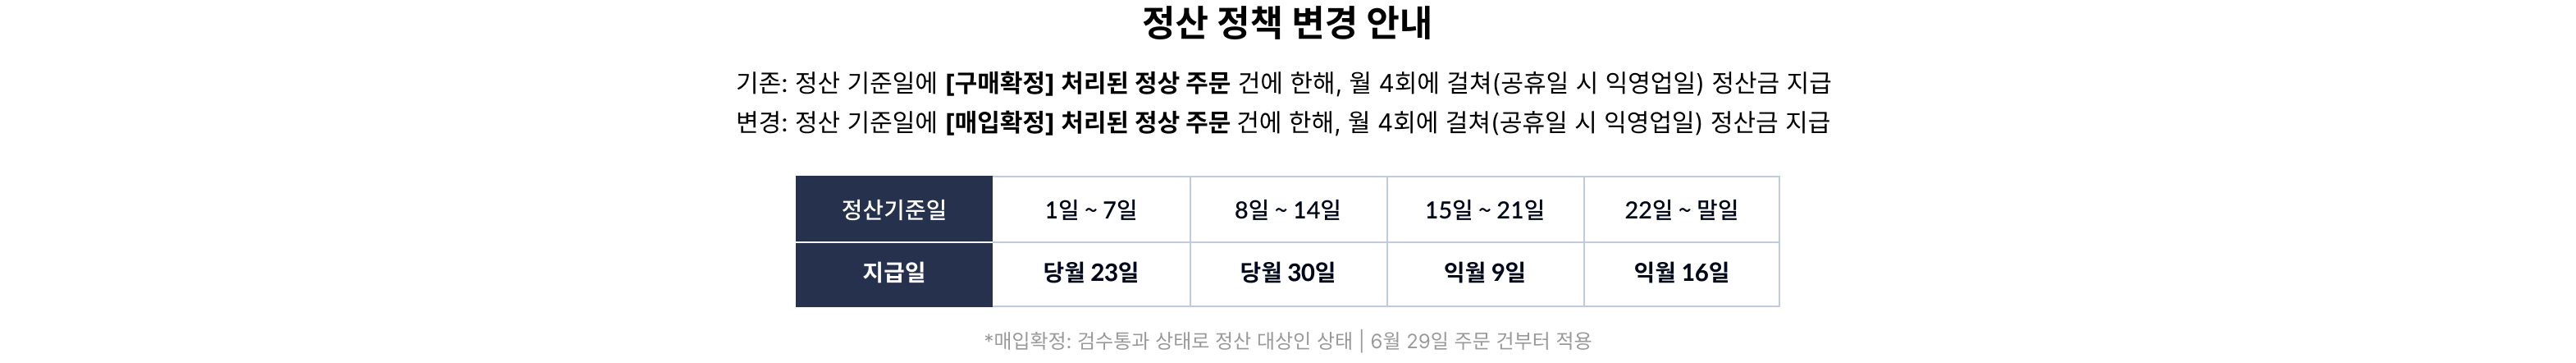 정산 정책 변경 안내
기존: 정산 기준일에 [구매확정] 처리된 정상 주문 건에 한해, 월 4회에 걸쳐(공휴일 시 익영업일) 정산금 지급
변경: 정산 기준일에 [매입확정] 처리된 정상 주문 건에 한해, 월 4회에 걸쳐(공휴일 시 익영업일) 정산금 지급
정산기준일 1일 ~ 7일 8일 ~ 14일 15일 ~ 21일 22일 ~ 말일
지급일 당월 23일 당월 30일 익월 9일 익월 16일
*매입확정: 검수통과 상태로 정산 대상인 상태 | 6월 29일 주문 건부터 적용